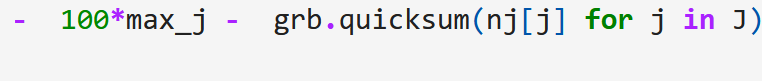 -  100*max_j -  grb.quicksum(nj[j] for j in J)